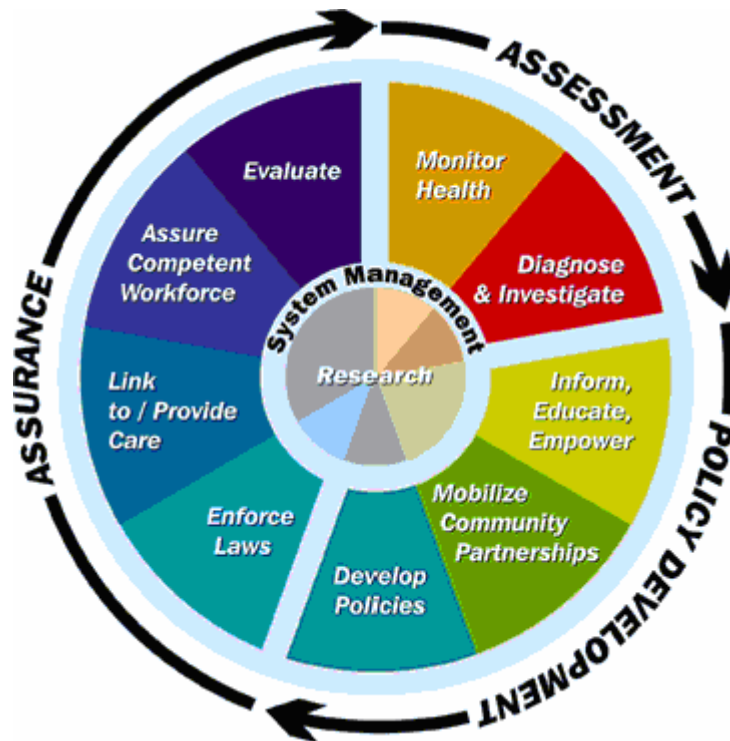 ASSESSMENT
POLICY DEVELOPMENT
ASSURANCE
Monitor
Health
Diagnose
& Investigate
Inform,
Educate,
Empower
Mobilize
Community
Partnerships
Develop
Policies
Enforce
Laws
Link
to / Provide
Care
Assure
Competent
Workforce
Evaluate
System Management
Research